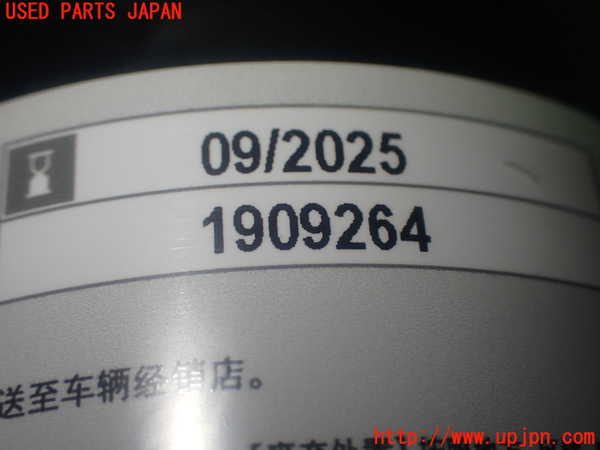 USED PARTS JAPAN
09/2025
1909264
送至车辆经销店。
http://www.upjpn.com